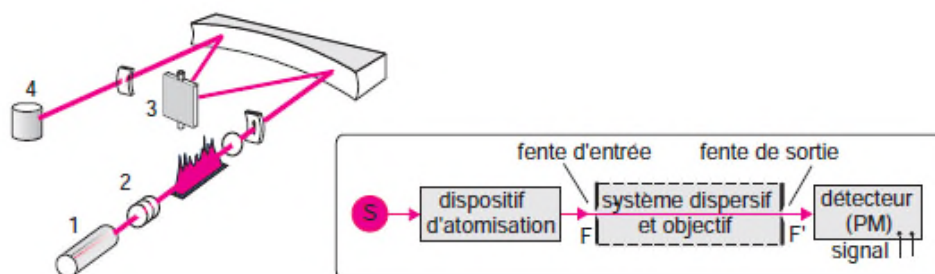 4
3
2
1
fente d'entrée
fente de sortie
S
dispositif
d'atomisation
F
système dispersif
et objectif
F'
détecteur
(PM)
signal